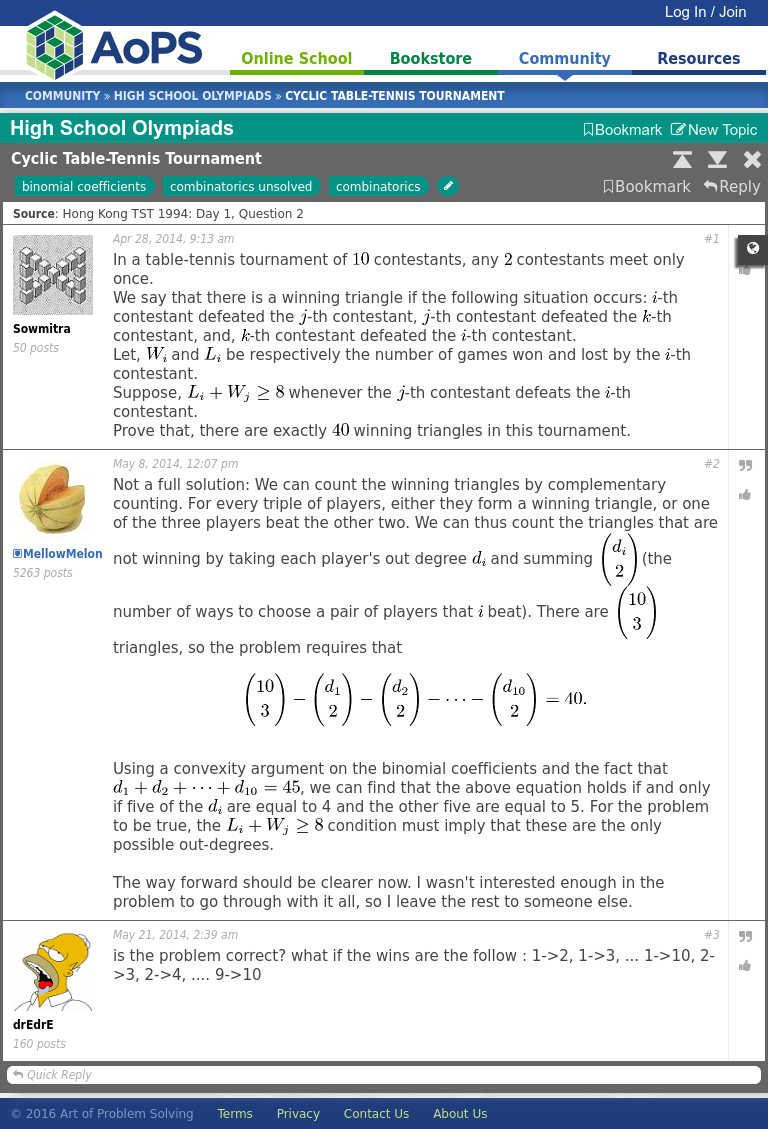 Log In / Join
AoPS
Online School Bookstore Community Resources
COMMUNITY » HIGH SCHOOL OLYMPIADS » CYCLIC TABLE-TENNIS TOURNAMENT
High School Olympiads Bookmark New Topic
Cyclic Table-Tennis Tournament
binomial coefficients combinatorics unsolved combinatorics Bookmark Reply
Source: Hong Kong TST 1994: Day 1, Question 2
Apr 28, 2014, 9:13 am #1
Sowmitra
50 posts
In a table-tennis tournament of 10 contestants, any 2 contestants meet only
once.
We say that there is a winning triangle if the following situation occurs: i-th
contestant defeated the j-th contestant, j-th contestant defeated the k-th
contestant, and, k-th contestant defeated the i-th contestant.
Let, W_i and L_i be respectively the number of games won and lost by the i-th
contestant.
Suppose, L_i + W_j ≥ 8 whenever the j-th contestant defeats the i-th
contestant.
Prove that, there are exactly 40 winning triangles in this tournament.
May 8, 2014, 12:07 pm #2
MellowMelon
5263 posts
Not a full solution: We can count the winning triangles by complementary
counting. For every triple of players, either they form a winning triangle, or one
of the three players beat the other two. We can thus count the triangles that are
not winning by taking each player's out degree d_i and summing (d_i 2) (the
number of ways to choose a pair of players that i beat). There are (10 3)
triangles, so the problem requires that
(10 3) − (d_1 2) − (d_2 2) − ⋯ − (d_10 2) = 40.
Using a convexity argument on the binomial coefficients and the fact that
d_1 + d_2 + ⋯ + d_10 = 45, we can find that the above equation holds if and only
if five of the d_i are equal to 4 and the other five are equal to 5. For the problem
to be true, the L_i + W_j ≥ 8 condition must imply that these are the only
possible out-degrees.
The way forward should be clearer now. I wasn't interested enough in the
problem to go through with it all, so I leave the rest to someone else.
May 21, 2014, 2:39 am #3
drEdrE
160 posts
is the problem correct? what if the wins are the follow : 1->2, 1->3, ... 1->10, 2-
>3, 2->4, .... 9->10
Quick Reply
© 2016 Art of Problem Solving Terms Privacy Contact Us About Us